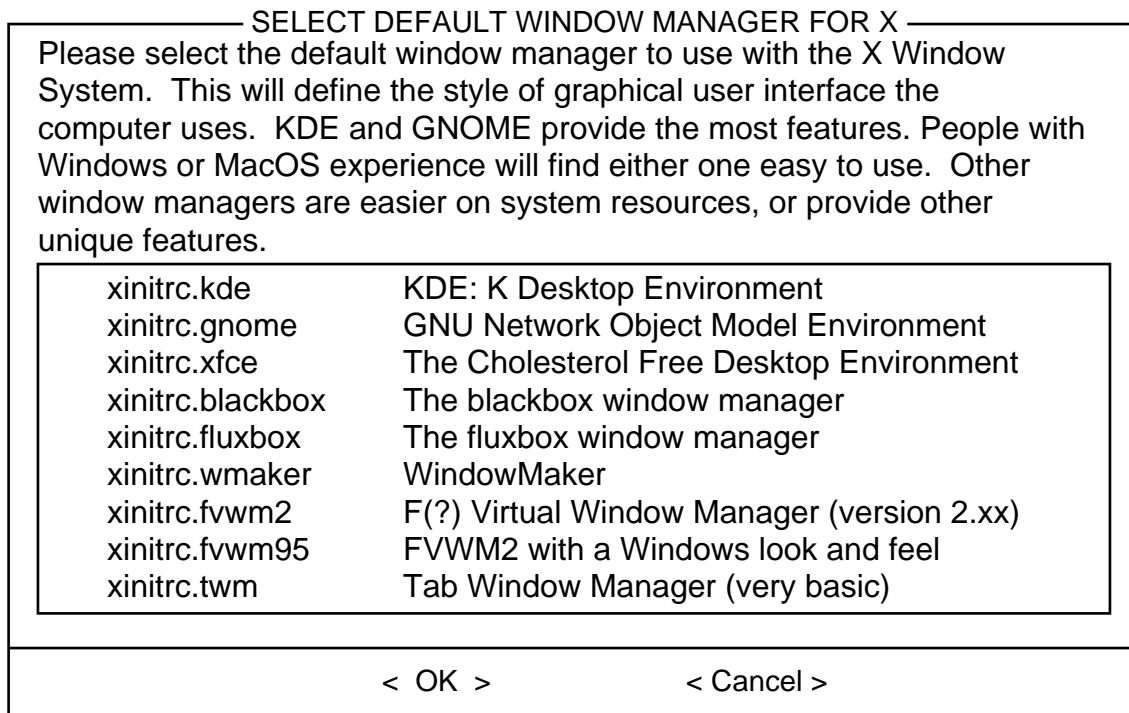 SELECT DEFAULT WINDOW MANAGER FOR X
Please select the default window manager to use with the X Window
System.  This will define the style of graphical user interface the
computer uses.  KDE and GNOME provide the most features. People with
Windows or MacOS experience will find either one easy to use.  Other
window managers are easier on system resources, or provide other
unique features.
xinitrc.kde KDE: K Desktop Environment
xinitrc.gnome GNU Network Object Model Environment
xinitrc.xfce The Cholesterol Free Desktop Environment
xinitrc.blackbox The blackbox window manager
xinitrc.fluxbox The fluxbox window manager
xinitrc.wmaker WindowMaker
xinitrc.fvwm2 F(?) Virtual Window Manager (version 2.xx)
xinitrc.fvwm95 FVWM2 with a Windows look and feel
xinitrc.twm Tab Window Manager (very basic)
<  OK  > < Cancel >